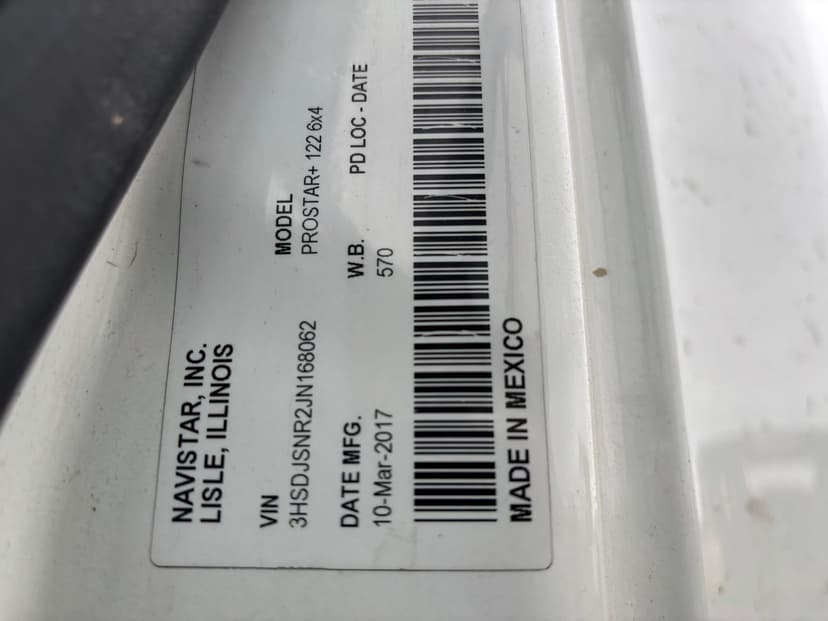 NAVISTAR, INC.
LISLE, ILLINOIS
VIN MODEL
3HSDJSNR2JN168062 PROSTAR+ 122 6x4
DATE MFG. W.B. PD LOC - DATE
10-Mar-2017 570
MADE IN MEXICO